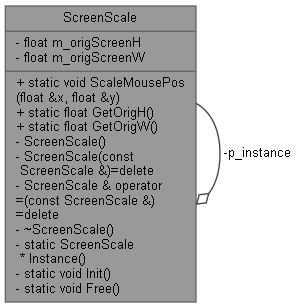 ScreenScale
- float m_origScreenH
- float m_origScreenW
+ static void ScaleMousePos
(float &x, float &y)
+ static float GetOrigH()
+ static float GetOrigW()
- ScreenScale()
- ScreenScale(const
ScreenScale &)=delete
- ScreenScale & operator
=(const ScreenScale &)
=delete
- ~ScreenScale()
- static ScreenScale
* Instance()
- static void Init()
- static void Free()
-p_instance